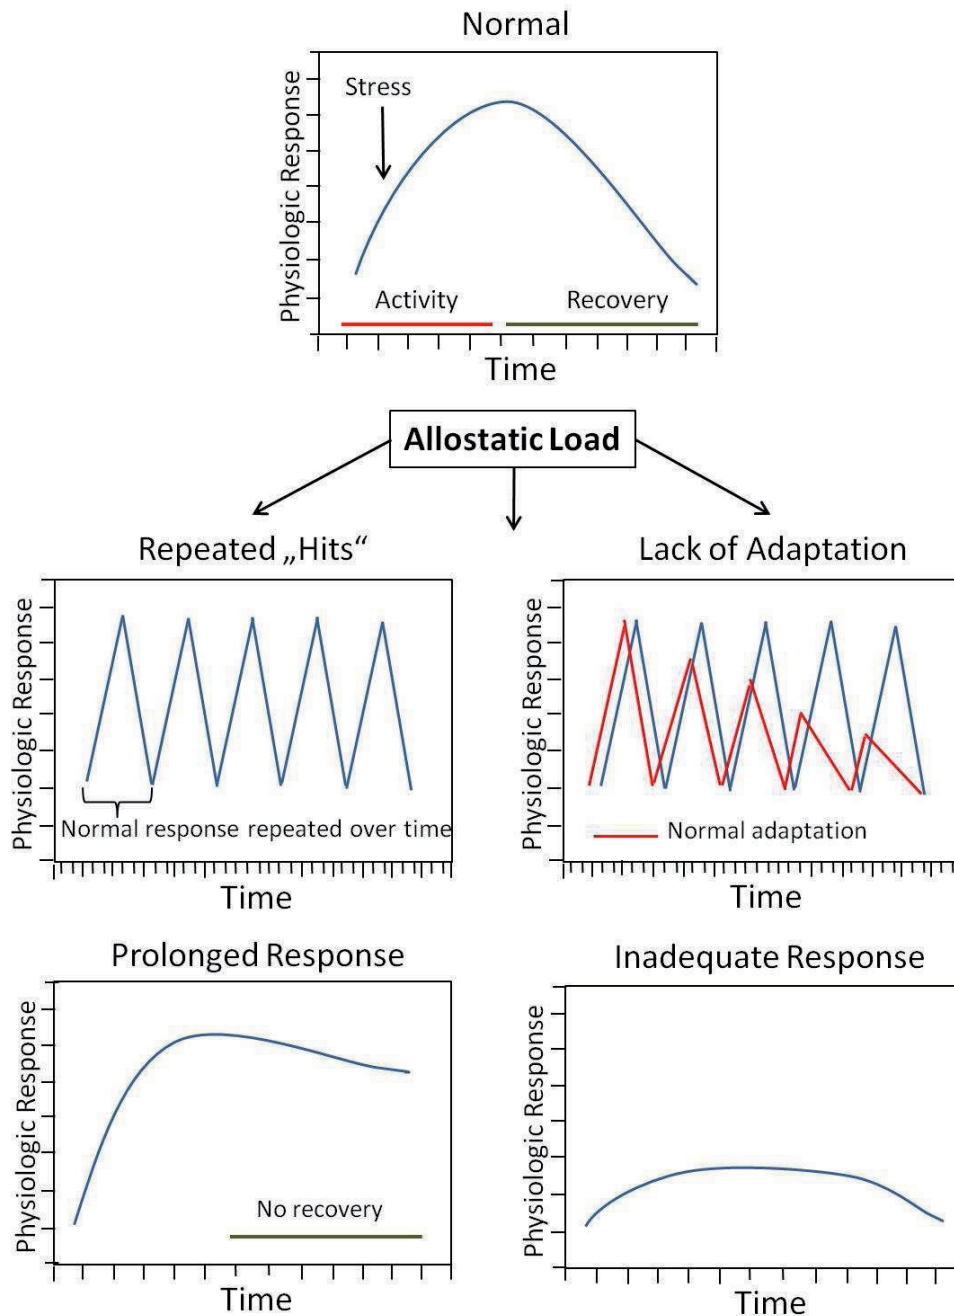 Normal
Physiologic Response
Stress
Activity
Recovery
Time
Allostatic Load
Repeated „Hits“
Physiologic Response
Normal response repeated over time
Time
Lack of Adaptation
Physiologic Response
Normal adaptation
Time
Prolonged Response
Physiologic Response
No recovery
Time
Inadequate Response
Physiologic Response
Time